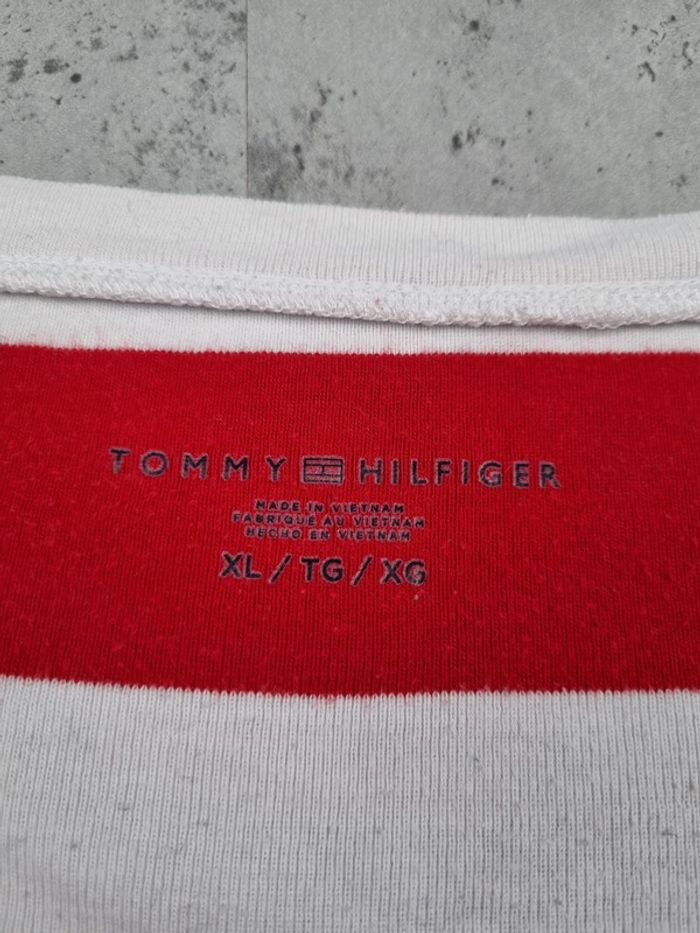 TOMMY HILFIGER
MADE IN VIETNAM
FABRIQUE AU VIETNAM
HECHO EN VIETNAM
XL / TG / XG